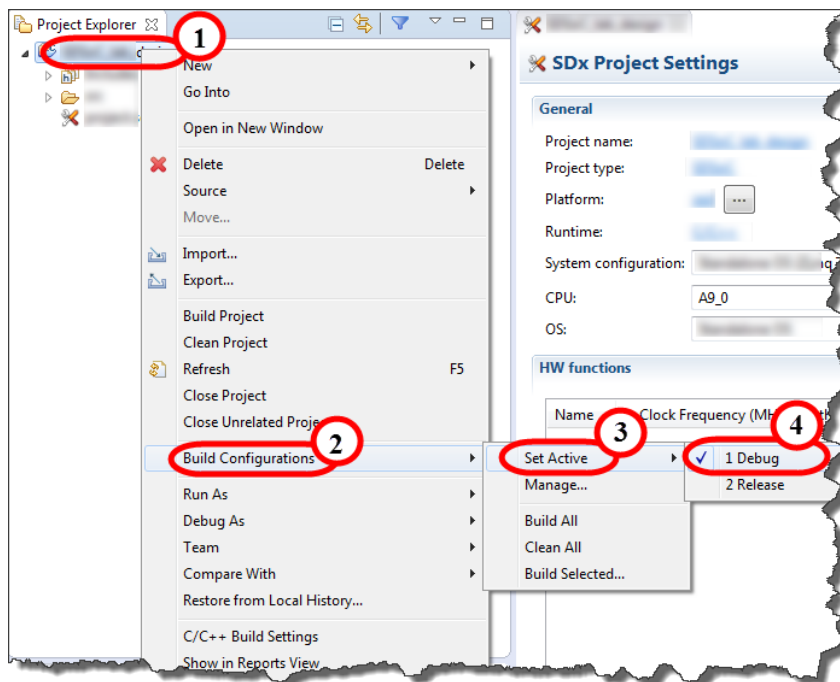 Project Explorer
1
New
Go Into
Open in New Window
Delete Delete
Source
Move...
Import...
Export...
Build Project
Clean Project
Refresh F5
Close Project
Close Unrelated Proje
2
Build Configurations
Run As
Debug As
Team
Compare With
Restore from Local History...
C/C++ Build Settings
Show in Reports View
3
Set Active
Manage...
Build All
Clean All
Build Selected...
4
1 Debug
2 Release
SDx Project Settings
General
Project name:
Project type:
Platform: ...
Runtime:
System configuration:
CPU: A9_0
OS:
HW functions
Name Clock Frequency (MH